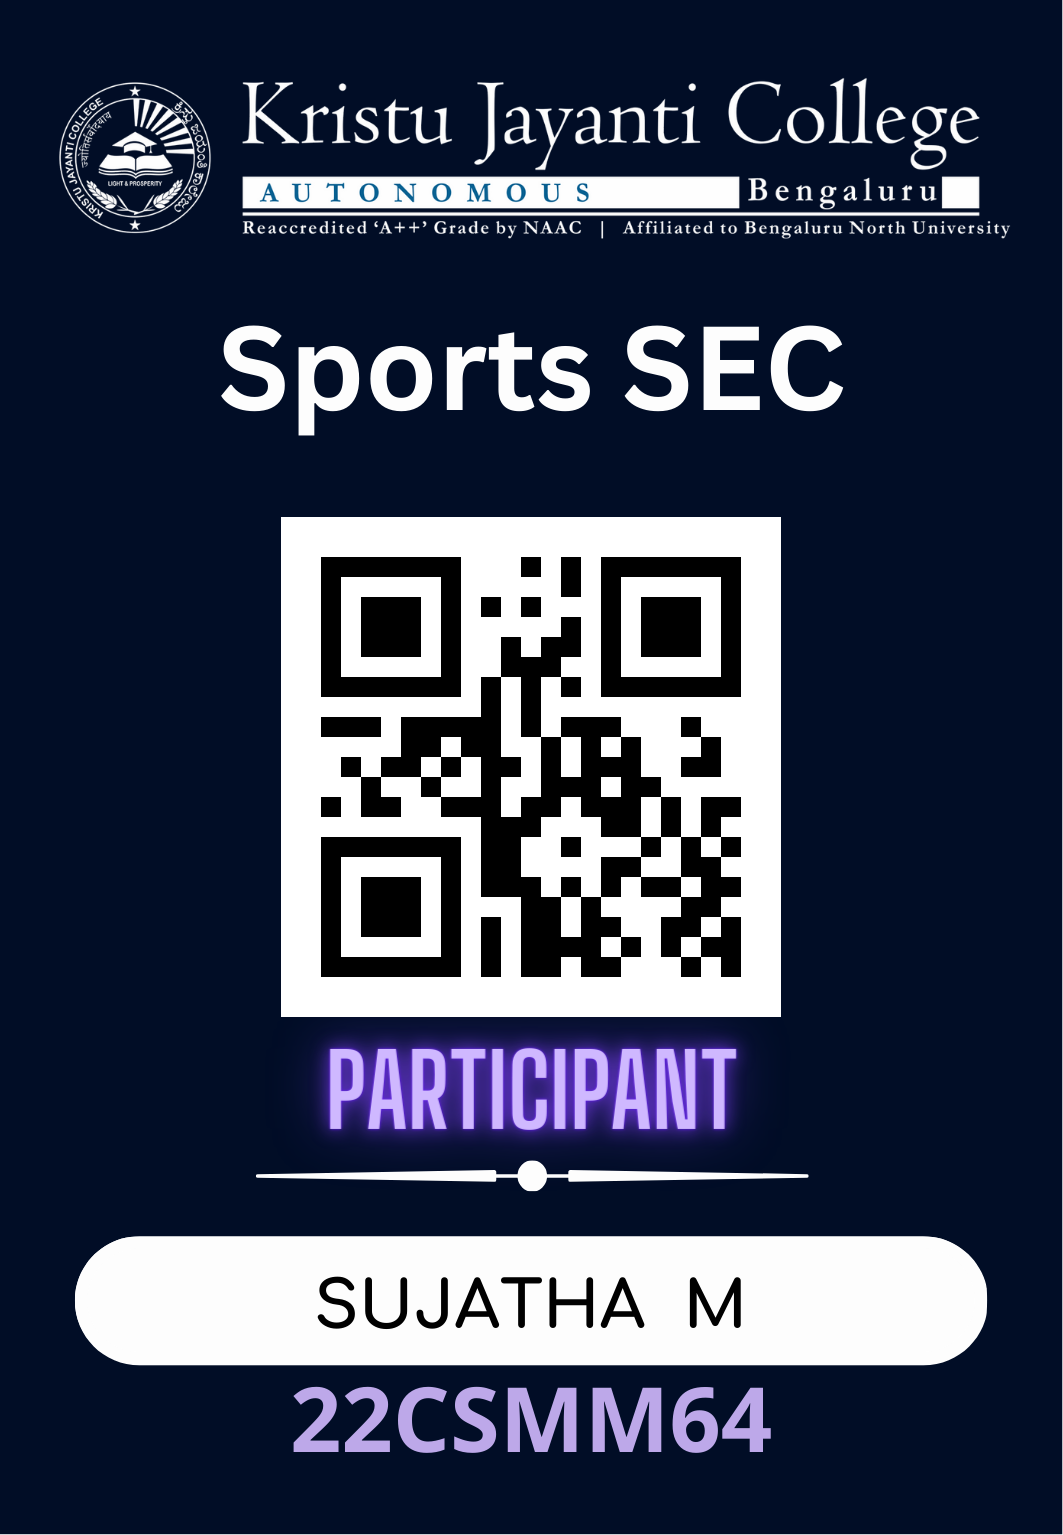 KRISTU JAYANTI COLLEGE
ಕ್ರಿಸ್ತು ಜಯಂತಿ ಕಾಲೇಜು
LIGHT & PROSPERITY
Kristu Jayanti College
AUTONOMOUS Bengaluru
Reaccredited ‘A++’ Grade by NAAC | Affiliated to Bengaluru North University
Sports SEC
PARTICIPANT
SUJATHA M
22CSMM64